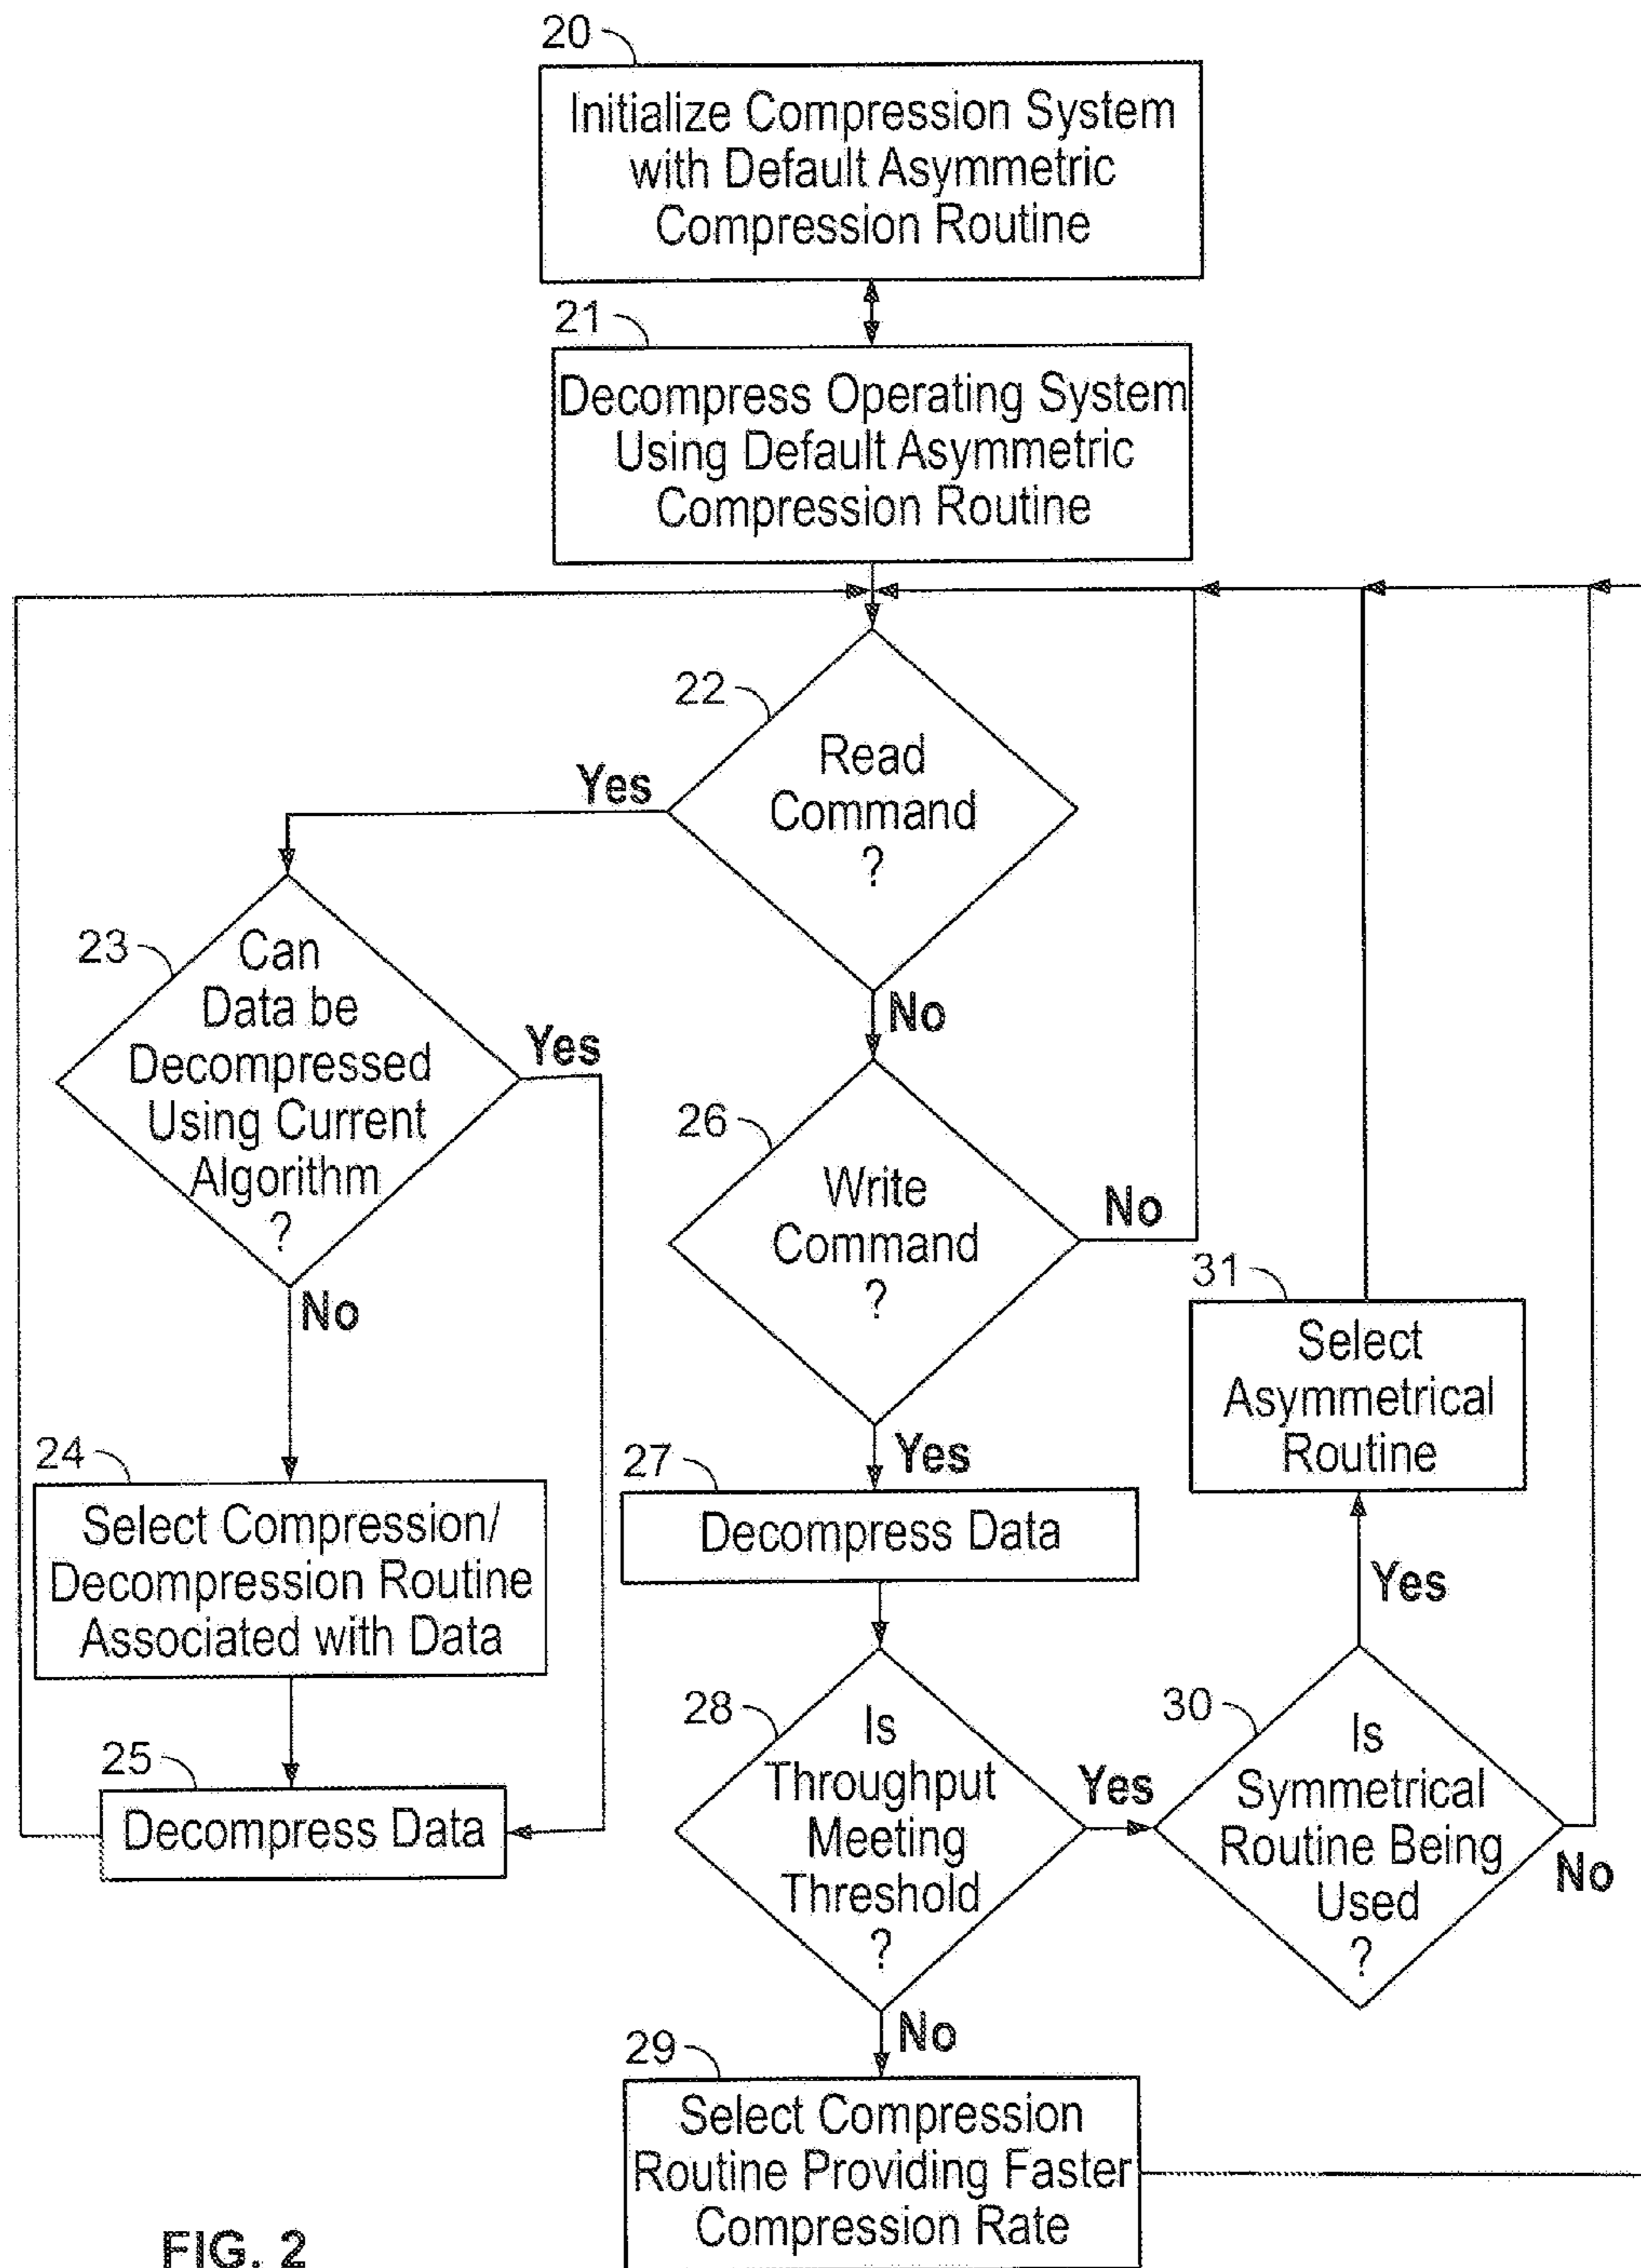 20
Initialize Compression System
with Default Asymmetric
Compression Routine
21
Decompress Operating System
Using Default Asymmetric
Compression Routine
22
Read
Command
?
Yes
No
23
Can
Data be
Decompressed
Using Current
Algorithm
?
Yes
No
24
Select Compression/
Decompression Routine
Associated with Data
25
Decompress Data
26
Write
Command
?
No
Yes
27
Decompress Data
28
Is
Throughput
Meeting
Threshold
?
Yes
No
29
Select Compression
Routine Providing Faster
Compression Rate
30
Is
Symmetrical
Routine Being
Used
?
Yes
No
31
Select
Asymmetrical
Routine
FIG. 2